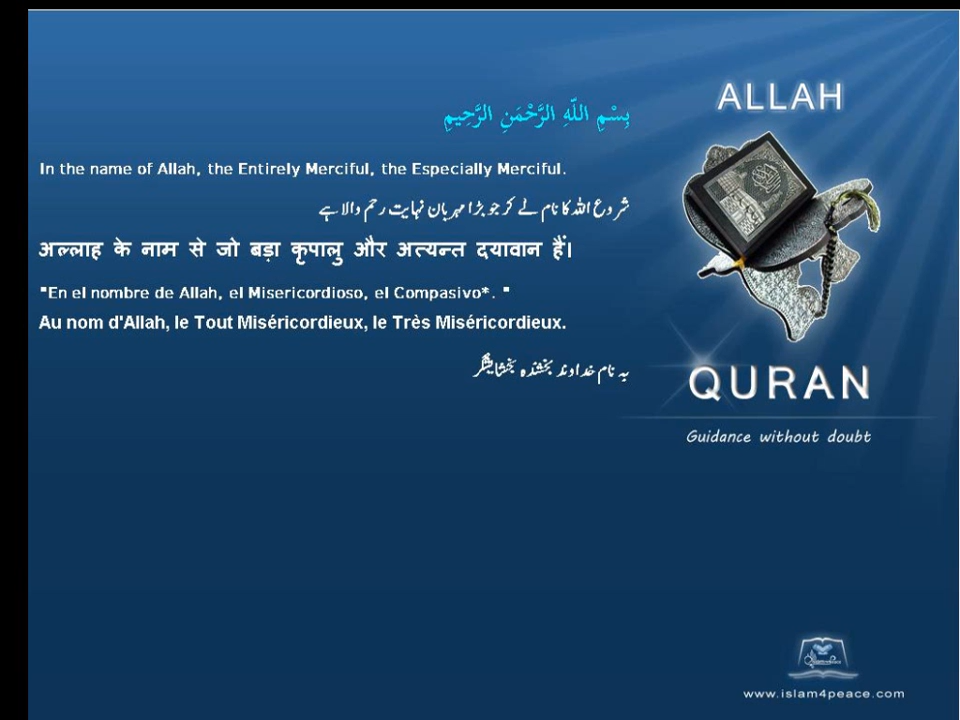 بِسْمِ اللَّهِ الرَّحْمَنِ الرَّحِيمِ
In the name of Allah, the Entirely Merciful, the Especially Merciful.
شروع اللہ کا نام لے کر جو بڑا مہربان نہایت رحم والا ہے
अल्लाह के नाम से जो बड़ा कृपालु और अत्यन्त दयावान हैं।
"En el nombre de Allah, el Misericordioso, el Compasivo*. "
Au nom d'Allah, le Tout Miséricordieux, le Très Miséricordieux.
به نام خداوند بخشنده بخشایشگر
ALLAH
QURAN
Guidance without doubt
www.islam4peace.com